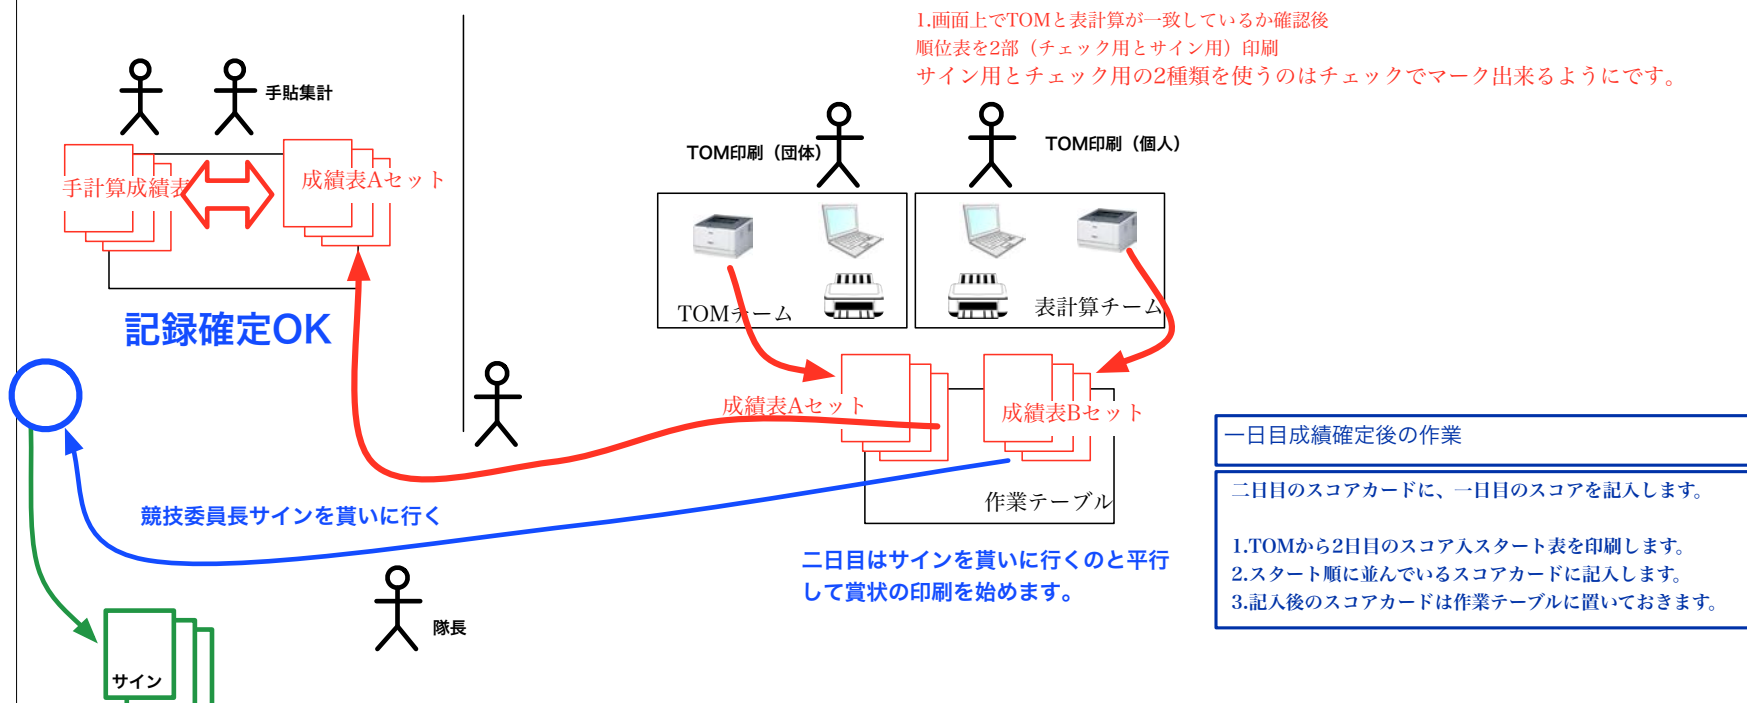 1.画面上でTOMと表計算が一致しているか確認後
順位表を2部（チェック用とサイン用）印刷
サイン用とチェック用の2種類を使うのはチェックでマーク出来るようにです。
手貼集計
TOM印刷（団体）
TOM印刷（個人）
手計算成績表
成績表Aセット
TOMチーム
表計算チーム
記録確定OK
成績表Aセット
成績表Bセット
作業テーブル
一日目成績確定後の作業
二日目のスコアカードに、一日目のスコアを記入します。
1.TOMから2日目のスコア入スタート表を印刷します。
2.スタート順に並んでいるスコアカードに記入します。
3.記入後のスコアカードは作業テーブルに置いておきます。
競技委員長サインを貰いに行く
二日目はサインを貰いに行くのと平行
して賞状の印刷を始めます。
隊長
サイン